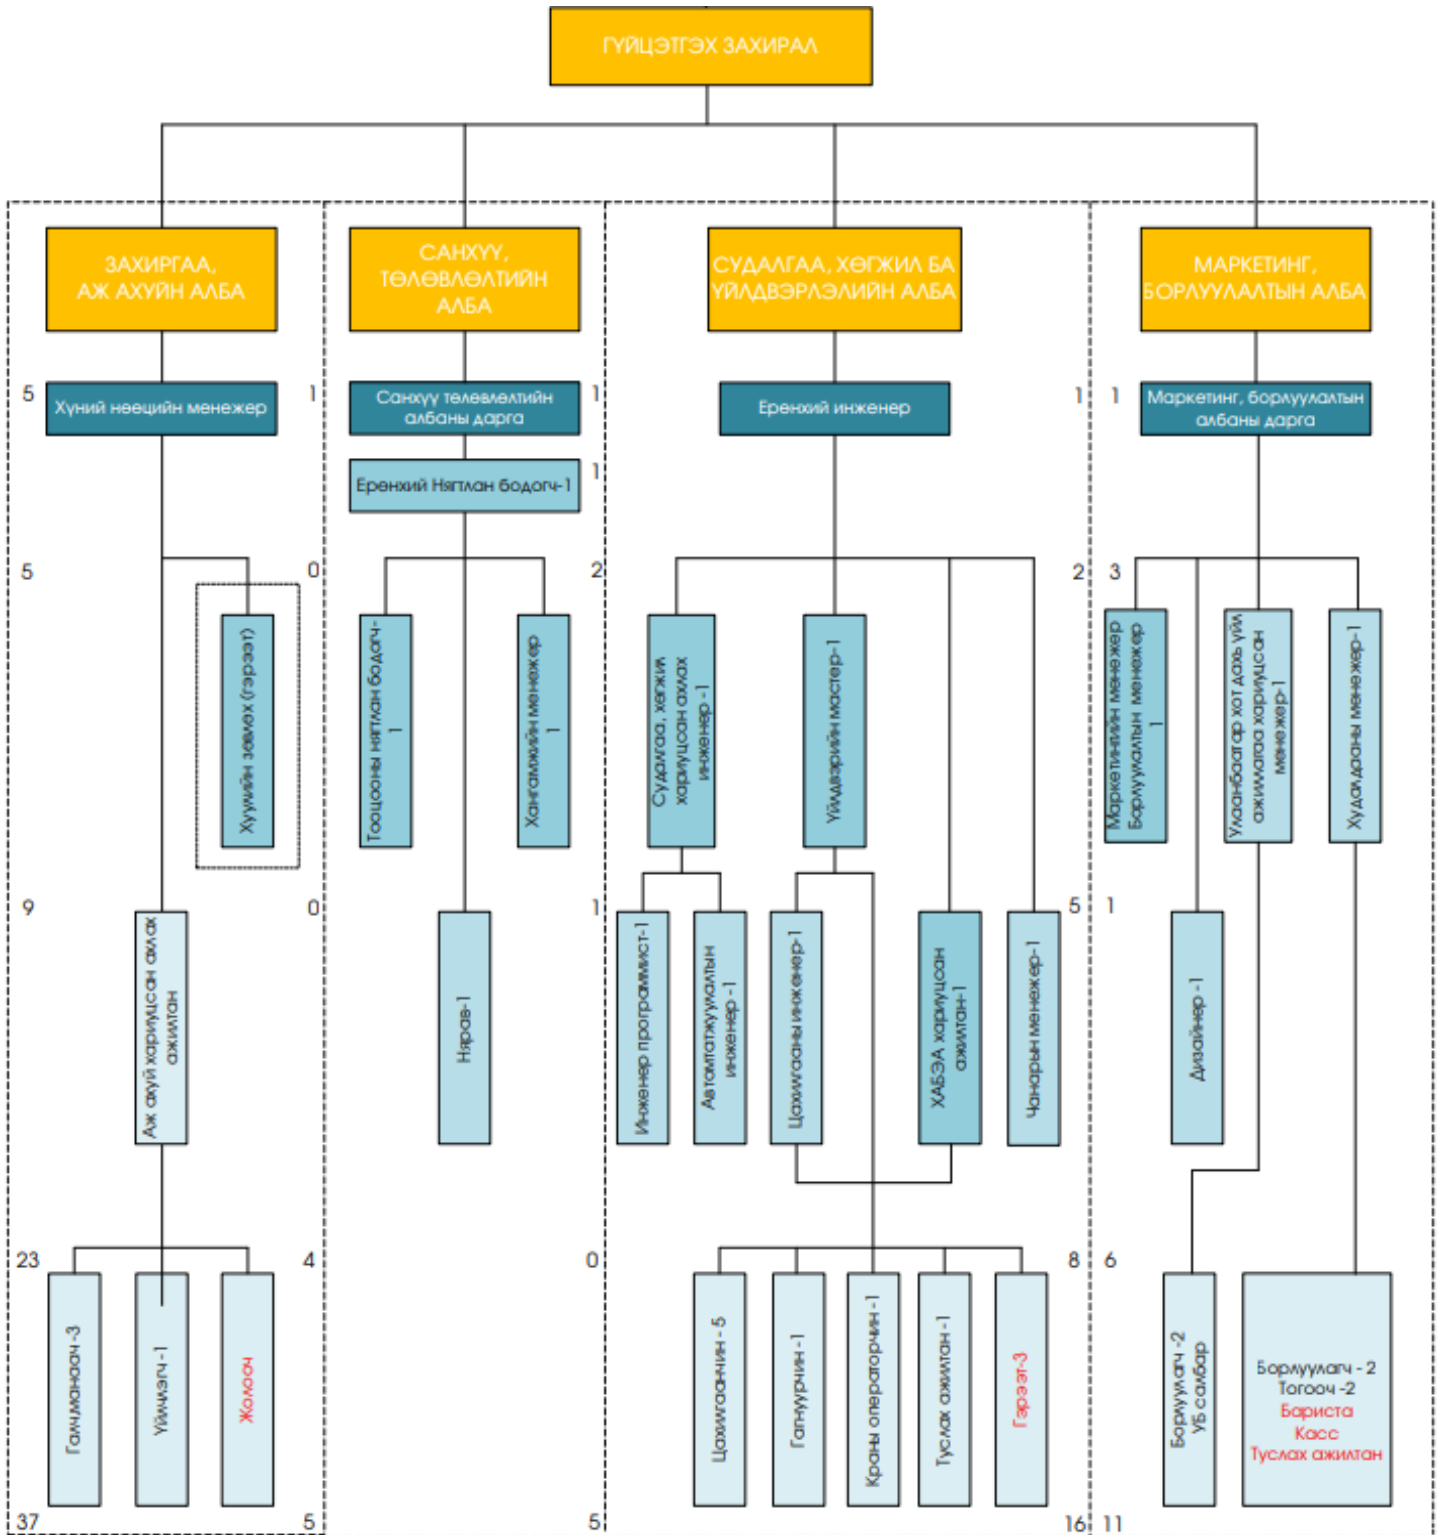 ГҮЙЦЭТГЭХ ЗАХИРАЛ
ЗАХИРГАА,
АЖ АХУЙН АЛБА
САНХҮҮ,
ТӨЛӨВЛӨЛТИЙН
АЛБА
СУДАЛГАА, ХӨГЖИЛ БА
ҮЙЛДВЭРЛЭЛИЙН АЛБА
МАРКЕТИНГ,
БОРЛУУЛАЛТЫН АЛБА
5
Хүний нөөцийн менежер
1
Санхүү төлөвлөлтийн
албаны дарга
1
Ерөнхий инженер
1
1
Маркетинг, борлуулалтын
албаны дарга
Ерөнхий Нягтлан бодогч-1
1
5
0
2
2
3
Хуулийн зөвлөх (гэрээт)
Тооцооны нягтлан бодогч-
1
Хангамжийн менежер
1
Судалгаа, хөгжил
хариуцсан ахлах
инженер -1
Үйлдвэрийн мастер-1
Маркетингийн менежер
Борлуулалтын менежер
1
Улаанбаатар хот дахь үйл
ажиллагаа хариуцсан
менежер-1
Худалдааны менежер-1
9
0
1
5
1
Аж ахуй хариуцсан ахлах
ажилтан
Нярав-1
Инженер программист-1
Автомататжуулалтын
инженер -1
Цахилгааны инженер-1
ХАБЭА хариуцсан
ажилтан-1
Чанарын менежер-1
Дизайнер -1
23
4
0
8
6
Галч.манаач -3
Үйлчлэгч -1
Жолооч
Цахилгаанчин - 5
Гагнуурчин -1
Краны операторчин -1
Туслах ажилтан -1
Гэрээт-3
Борлуулагч -2
УБ салбар
Борлуулагч - 2
Тогооч -2
Бариста
Касс
Туслах ажилтан
37
5
5
16
11